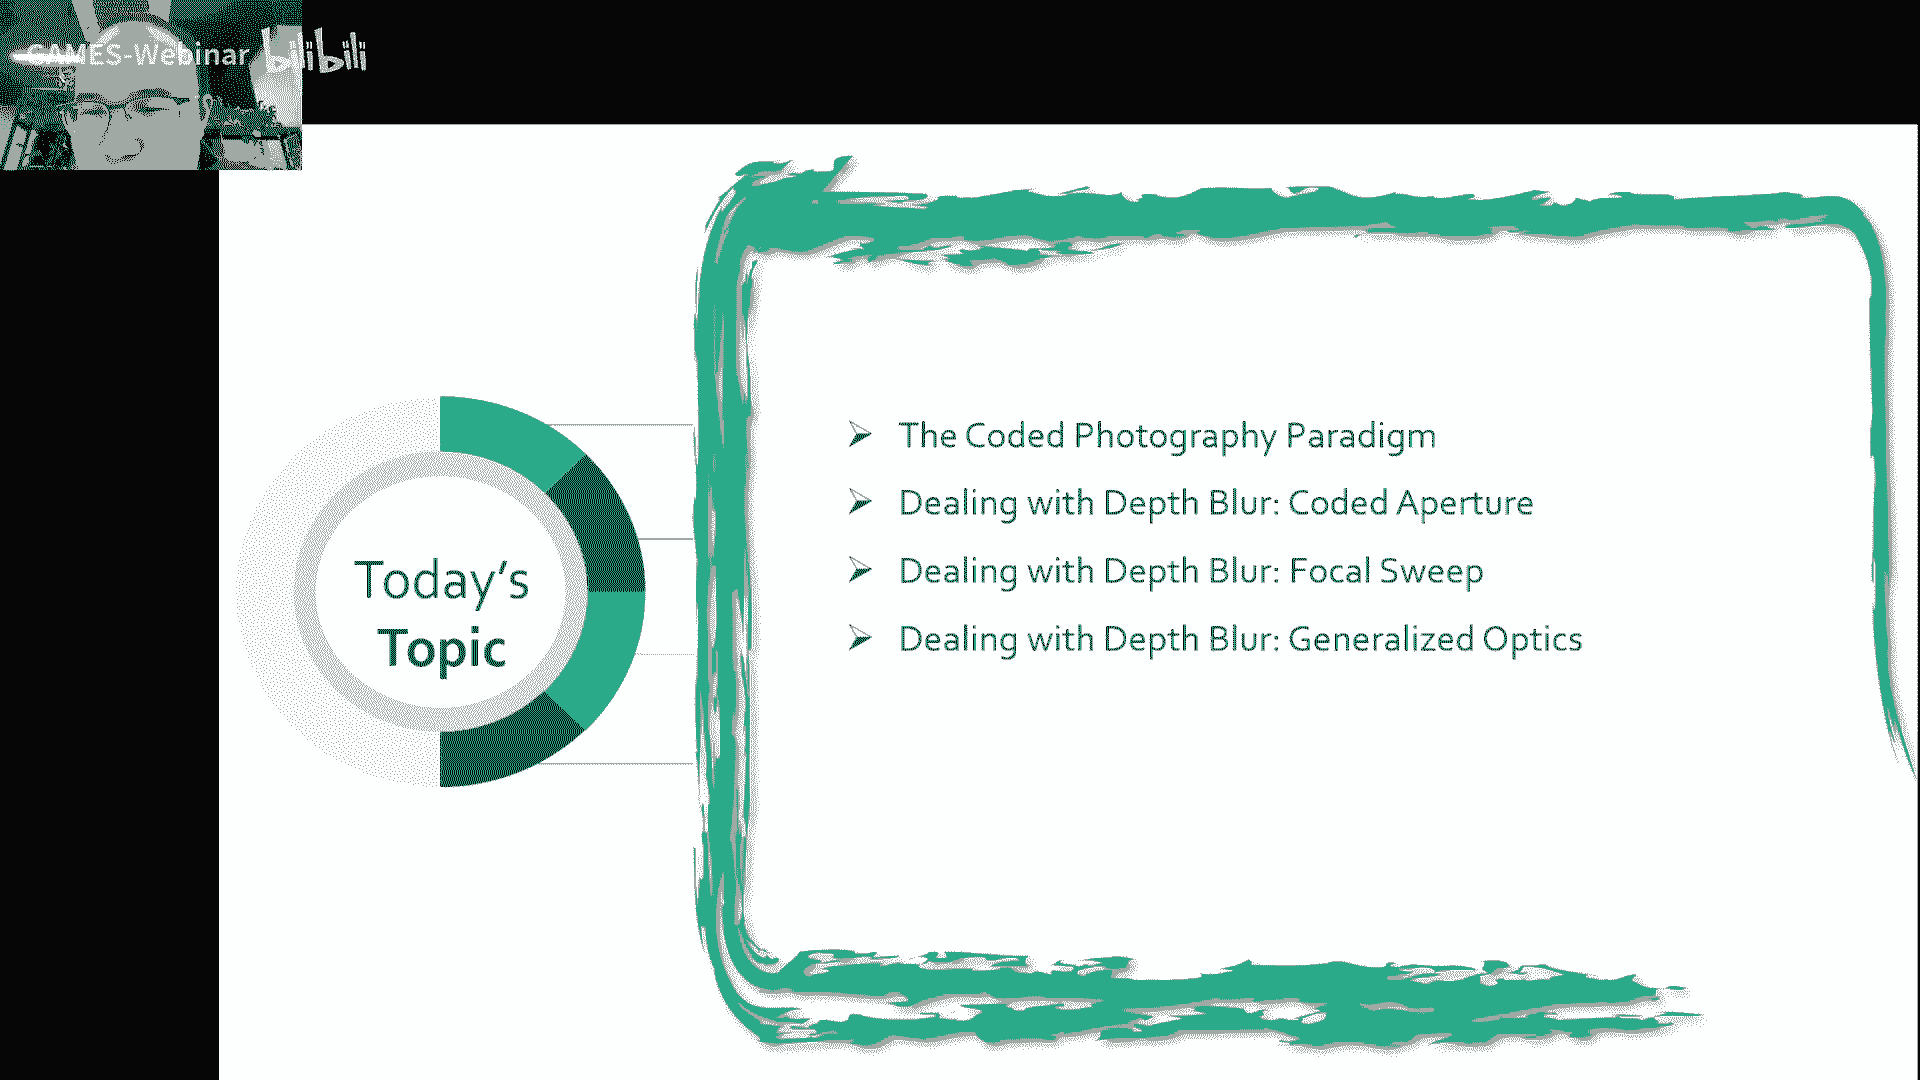 GAMES-Webinar bilibili
Today's
Topic
The Coded Photography Paradigm
Dealing with Depth Blur: Coded Aperture
Dealing with Depth Blur: Focal Sweep
Dealing with Depth Blur: Generalized Optics